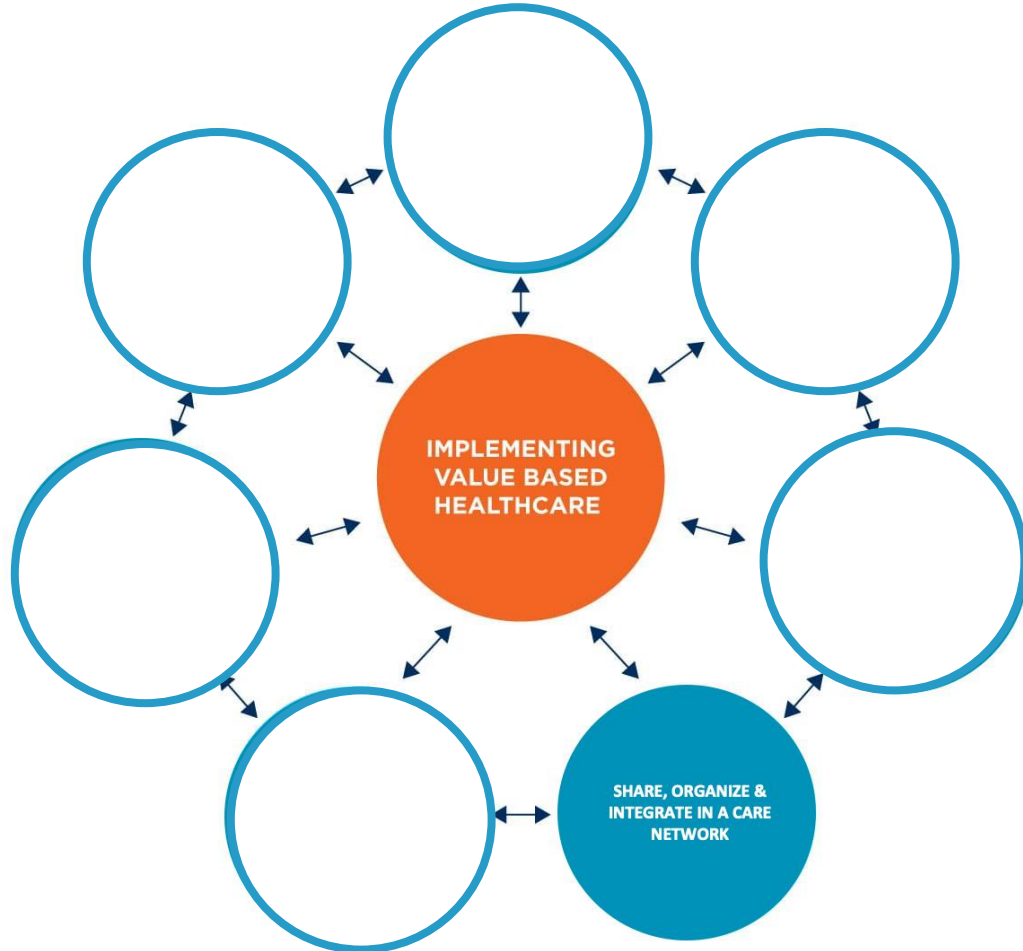 IMPLEMENTING
VALUE BASED
HEALTHCARE
SHARE, ORGANIZE &
INTEGRATE IN A CARE
NETWORK